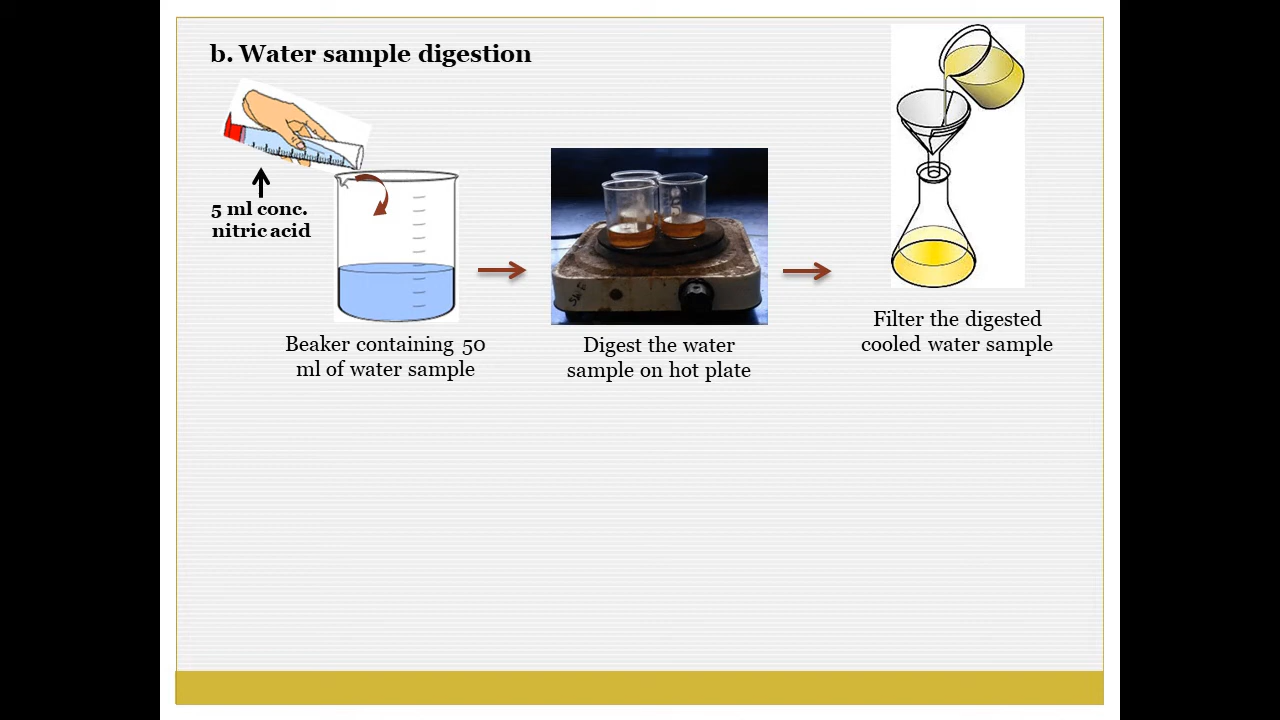 b. Water sample digestion
5 ml conc.
nitric acid
Beaker containing 50
ml of water sample
Digest the water
sample on hot plate
Filter the digested
cooled water sample